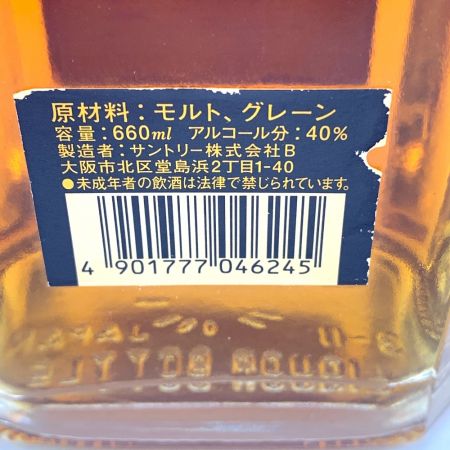 原材料：モルト、グレーン
容量：660ml アルコール分：40%
製造者：サントリー株式会社B
大阪市北区堂島浜2丁目1-40
●未成年者の飲酒は法律で禁じられています。
4 901777 046245